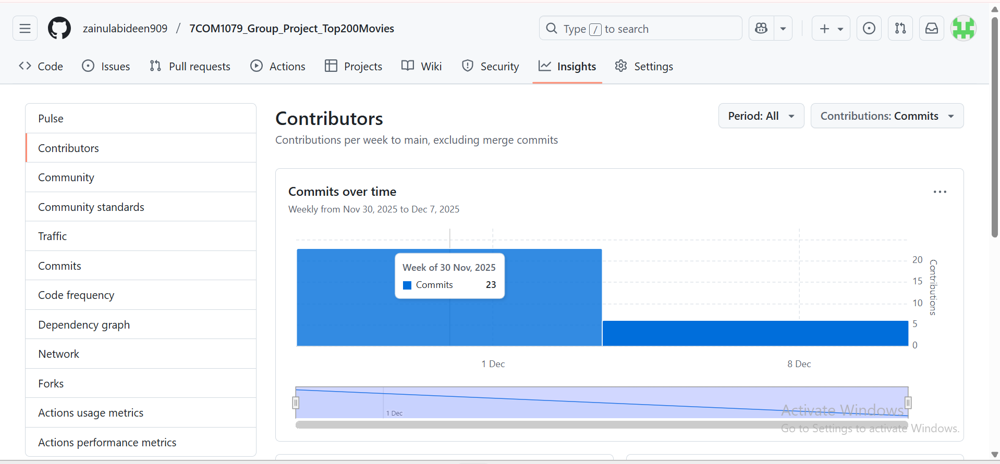 zainulabideen909 / 7COM1079_Group_Project_Top200Movies
Type / to search
Code
Issues
Pull requests
Actions
Projects
Wiki
Security
Insights
Settings
Pulse
Contributors
Community
Community standards
Traffic
Commits
Code frequency
Dependency graph
Network
Forks
Actions usage metrics
Actions performance metrics
Contributors
Contributions per week to main, excluding merge commits
Period: All
Contributions: Commits
Commits over time
Weekly from Nov 30, 2025 to Dec 7, 2025
Week of 30 Nov, 2025
Commits 23
20
15
10
5
0
Contributions
1 Dec
8 Dec
1 Dec
Activate Windows
Go to Settings to activate Windows.